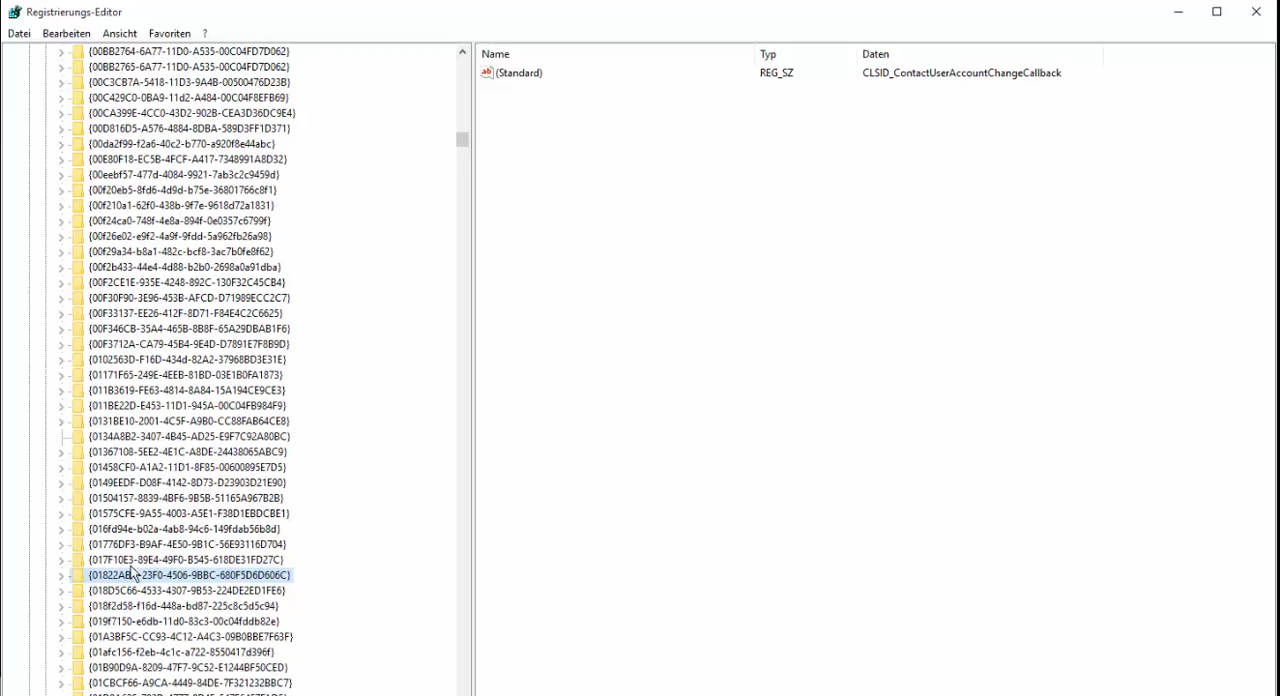 Registrierungs-Editor
Datei Bearbeiten Ansicht Favoriten ?
{00BB2764-6A77-11D0-A535-00C04FD7D062}
{00BB2765-6A77-11D0-A535-00C04FD7D062}
{00C3CB7A-5418-11D3-9A4B-00500476D23B}
{00C429C0-0BA9-11d2-A484-00C04F8EFB69}
{00CA399E-4CC0-43D2-902B-CEA3D36DC9E4}
{00D816D5-A576-4884-8DBA-589D3FF1D371}
{00da2f99-f2a6-40c2-b770-a920f8e44abc}
{00E80F18-EC5B-4FCF-A417-7348991A8D32}
{00eebf57-477d-4084-9921-7ab3c2c9459d}
{00f20eb5-8fd6-4d9d-b75e-36801766c8f1}
{00f210a1-62f0-438b-9f7e-9618d72a1831}
{00f24ca0-748f-4e8a-894f-0e0357c6799f}
{00f26e02-e9f2-4a9f-9fdd-5a962fb26a98}
{00f29a34-b8a1-482c-bcf8-3ac7b0fe8f62}
{00f2b433-44e4-4d88-b2b0-2698a0a91dba}
{00F2CE1E-935E-4248-892C-130F32C45CB4}
{00F30F90-3E96-453B-AFCD-D71989ECC2C7}
{00F33137-EE26-412F-8D71-F84E4C2C6625}
{00F346CB-35A4-465B-8B8F-65A29DBAB1F6}
{00F3712A-CA79-45B4-9E4D-D7891E7F8B9D}
{0102563D-F16D-434d-82A2-37968BD3E31E}
{01171F65-249E-4EEB-81BD-03E1B0FA1873}
{011B3619-FE63-4814-8A84-15A194CE9CE3}
{011BE22D-E453-11D1-945A-00C04FB984F9}
{0131BE10-2001-4C5F-A9B0-CC88FAB64CE8}
{0134A8B2-3407-4B45-AD25-E9F7C92A80BC}
{01367108-5EE2-4E1C-A8DE-24438065ABC9}
{01458CF0-A1A2-11D1-8F85-00600895E7D5}
{0149EEDF-D08F-4142-8D73-D23903D21E90}
{01504157-8839-4BF6-9B5B-51165A967B2B}
{01575CFE-9A55-4003-A5E1-F38D1EBDCBE1}
{016fd94e-b02a-4ab8-94c6-149fdab56b8d}
{01776DF3-B9AF-4E50-9B1C-56E93116D704}
{017F10E3-89E4-49F0-B545-618DE31FD27C}
{018D5C66-4533-4307-9B53-224DE2ED1FE6}
{018f2d58-f16d-448a-bd87-225c8c5d5c94}
{019f7150-e6db-11d0-83c3-00c04fddb82e}
{01A3BF5C-CC93-4C12-A4C3-09B0BBE7F63F}
{01afc156-f2eb-4c1c-a722-8550417d396f}
{01B90D9A-8209-47F7-9C52-E1244BF50CED}
{01CBCF66-A9CA-4449-84DE-7F321232BBC7}
Name Typ Daten
(Standard) REG_SZ CLSID_ContactUserAccountChangeCallback